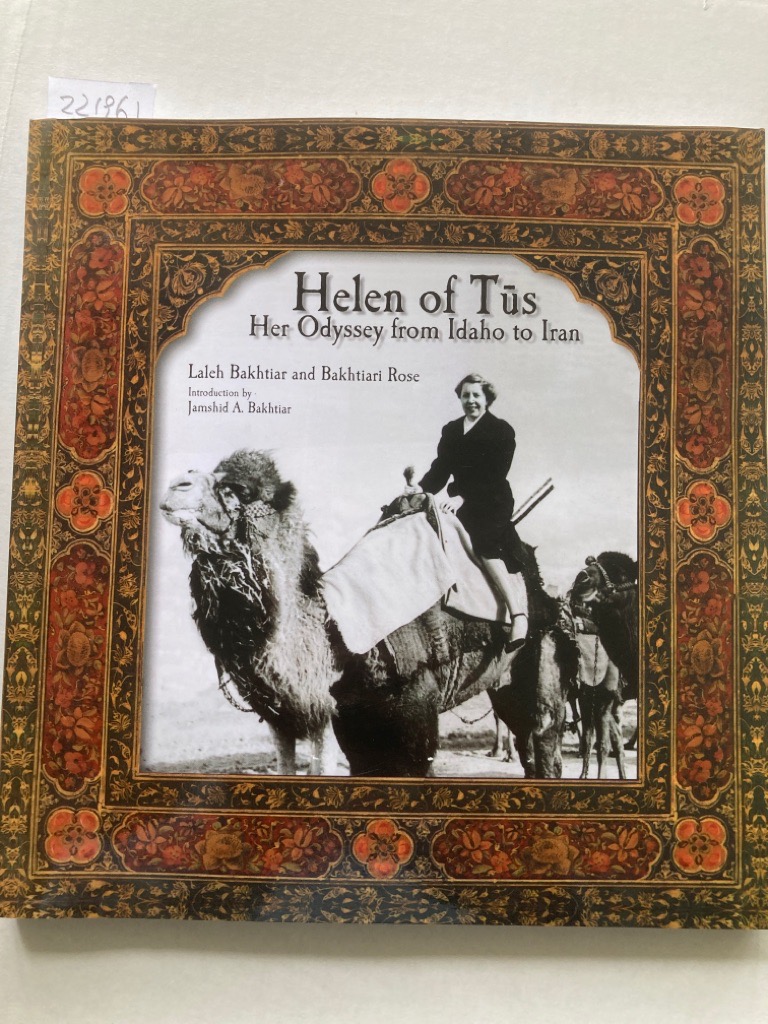 221961
Helen of Tūs
Her Odyssey from Idaho to Iran
Laleh Bakhtiar and Bakhtiari Rose
Introduction by
Jamshid A. Bakhtiar